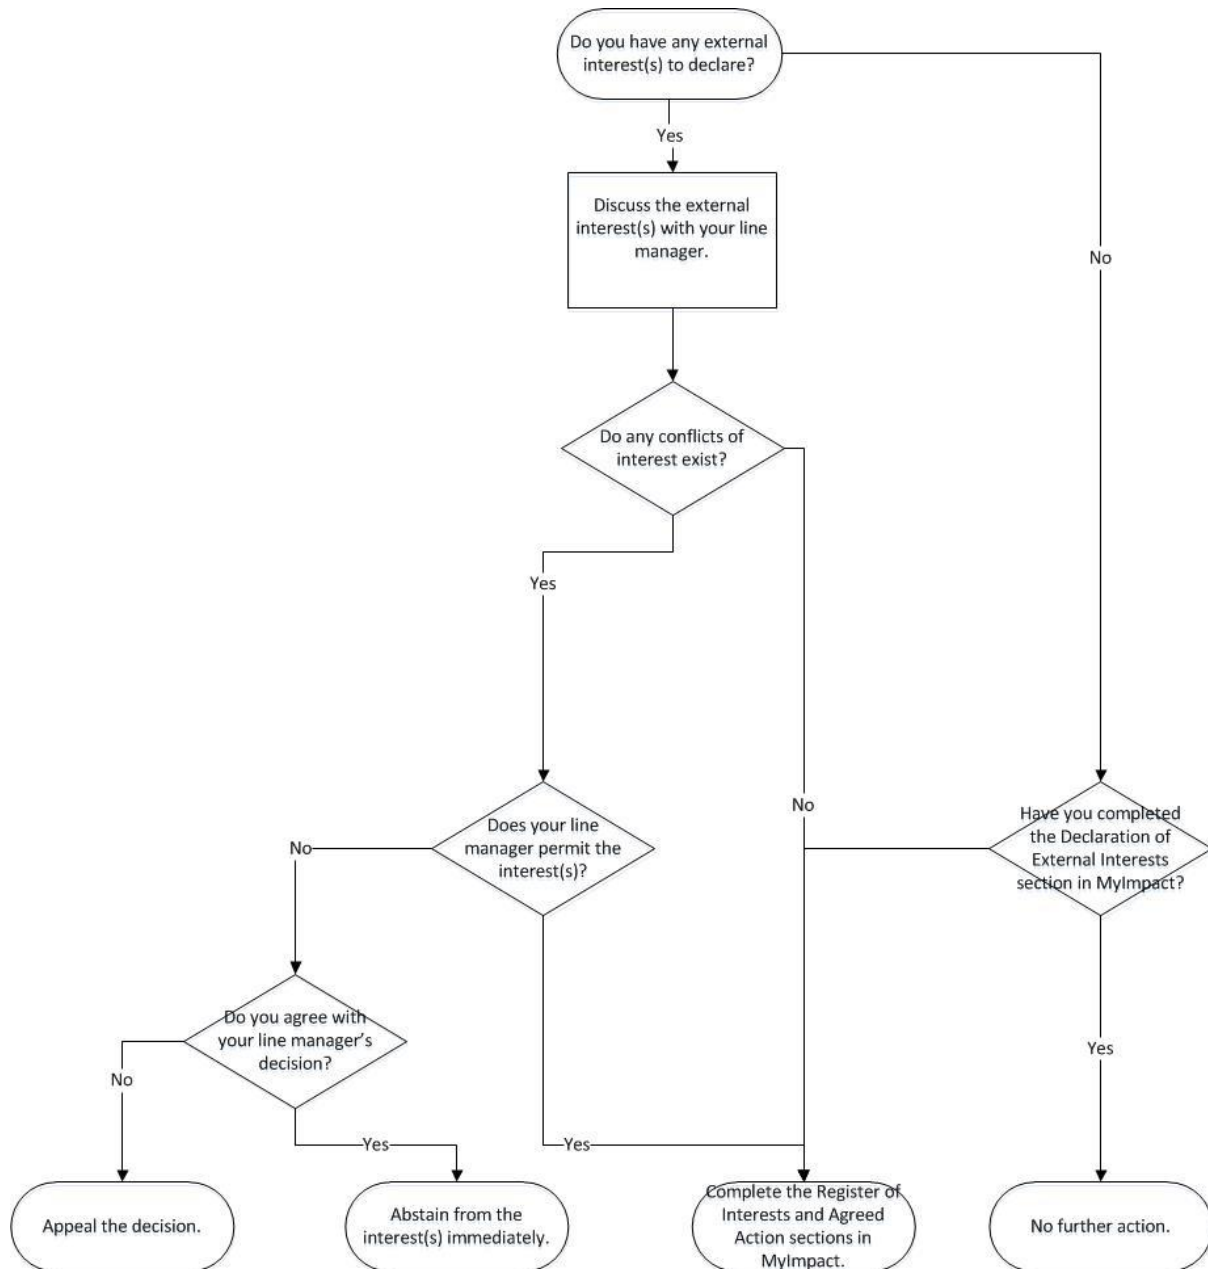 Do you have any external
interest(s) to declare?
Yes
Discuss the external
interest(s) with your line
manager.
No
Do any conflicts of
interest exist?
Yes
No
Does your line
manager permit the
interest(s)?
No
Have you completed
the Declaration of
External Interests
section in MyImpact?
Do you agree with
your line manager’s
decision?
No
Yes
Yes
Yes
Appeal the decision.
Abstain from the
interest(s) immediately.
Complete the Register of
Interests and Agreed
Action sections in
MyImpact.
No further action.